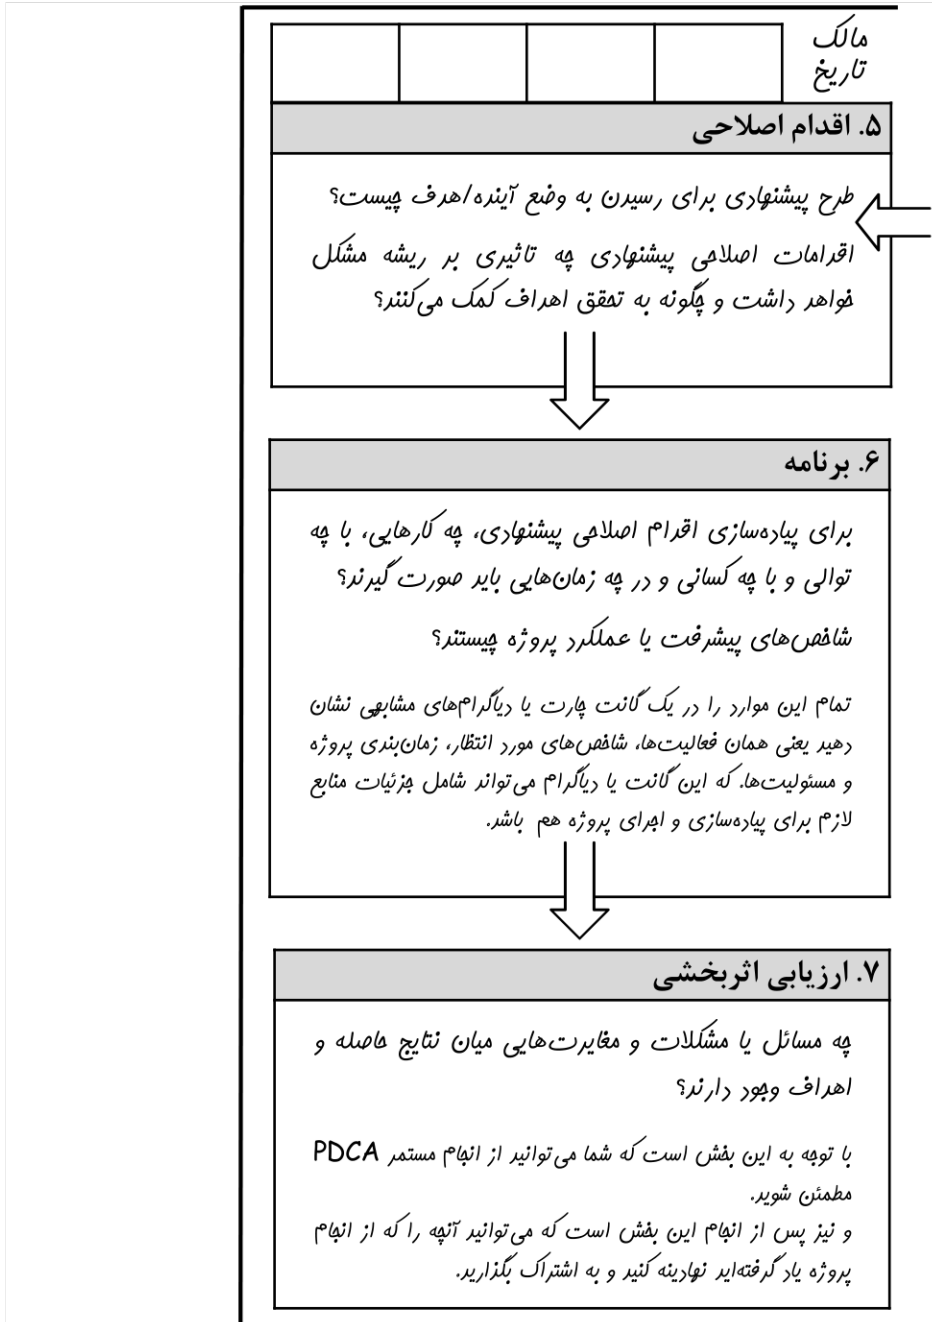 مالک
تاریخ
۵. اقدام اصلاحی
طرح پیشنهادی برای رسیدن به وضع آینده/هدف چیست؟
اقدامات اصلاحی پیشنهادی چه تاثیری بر ریشه مشکل
خواهد داشت و چگونه به تحقق اهداف کمک می‌کنند؟
۶. برنامه
برای پیاده‌سازی اقدام اصلاحی پیشنهادی، چه کارهایی، با چه
توالی و با چه کسانی و در چه زمان‌هایی باید صورت گیرند؟
شاخص‌های پیشرفت یا عملکرد پروژه چیستند؟
تمام این موارد را در یک گانت چارت یا دیاگرام‌های مشابهی نشان
دهید یعنی همان فعالیت‌ها، شاخص‌های مورد انتظار، زمان‌بندی پروژه
و مسئولیت‌ها. که این گانت یا دیاگرام می‌تواند شامل جزئیات منابع
لازم برای پیاده‌سازی و اجرای پروژه هم باشد.
۷. ارزیابی اثربخشی
چه مسائل یا مشکلات و مغایرت‌هایی میان نتایج حاصله و
اهداف وجود دارند؟
با توجه به این بخش است که شما می‌توانید از انجام مستمر PDCA
مطمئن شوید.
و نیز پس از انجام این بخش است که می‌توانید آنچه را که از انجام
پروژه یاد گرفته‌اید نهادینه کنید و به اشتراک بگذارید.